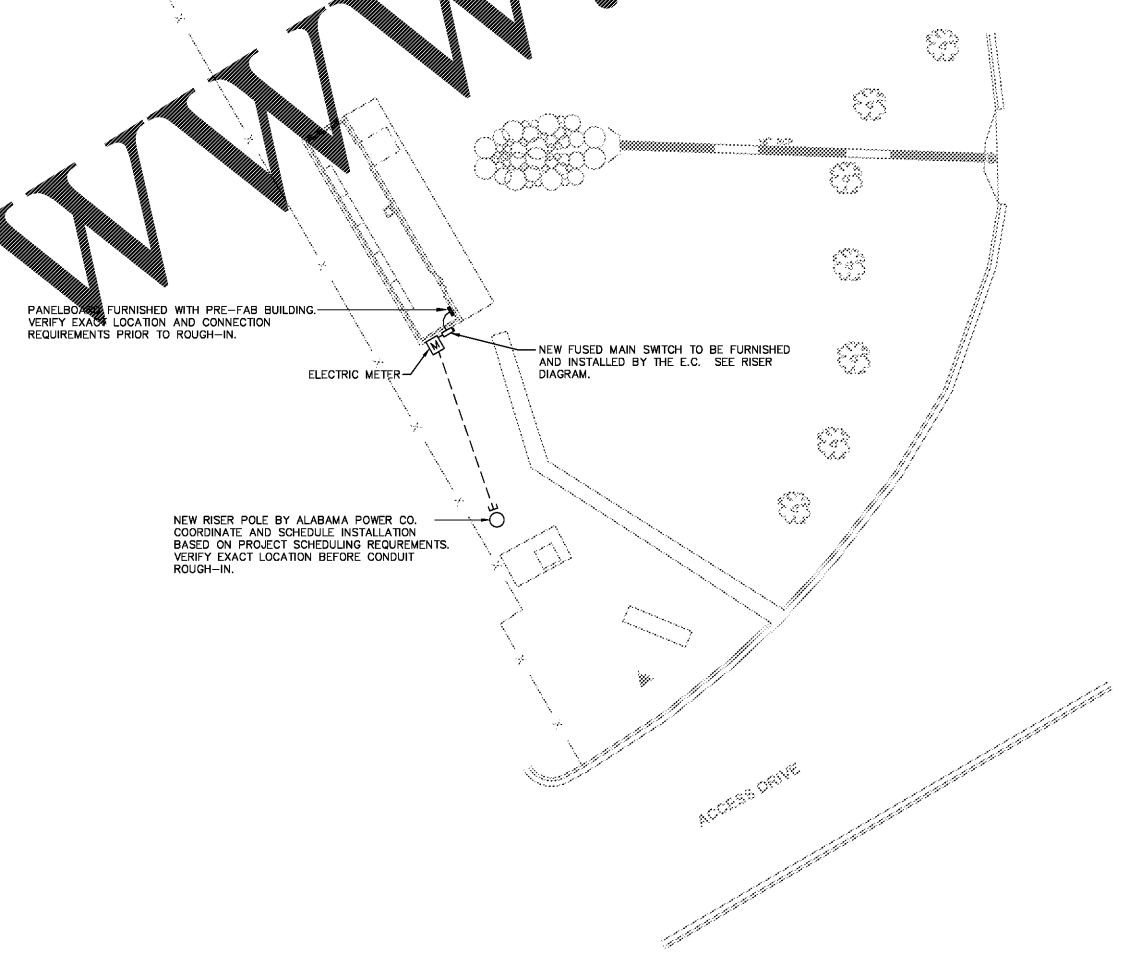 WWW.
PANELBOARD FURNISHED WITH PRE-FAB BUILDING.
VERIFY EXACT LOCATION AND CONNECTION
REQUIREMENTS PRIOR TO ROUGH-IN.
M
NEW FUSED MAIN SWITCH TO BE FURNISHED
AND INSTALLED BY THE E.C. SEE RISER
DIAGRAM.
ELECTRIC METER
E
NEW RISER POLE BY ALABAMA POWER CO.
COORDINATE AND SCHEDULE INSTALLATION
BASED ON PROJECT SCHEDULING REQUREMENTS.
VERIFY EXACT LOCATION BEFORE CONDUIT
ROUGH-IN.
ACCESS DRIVE